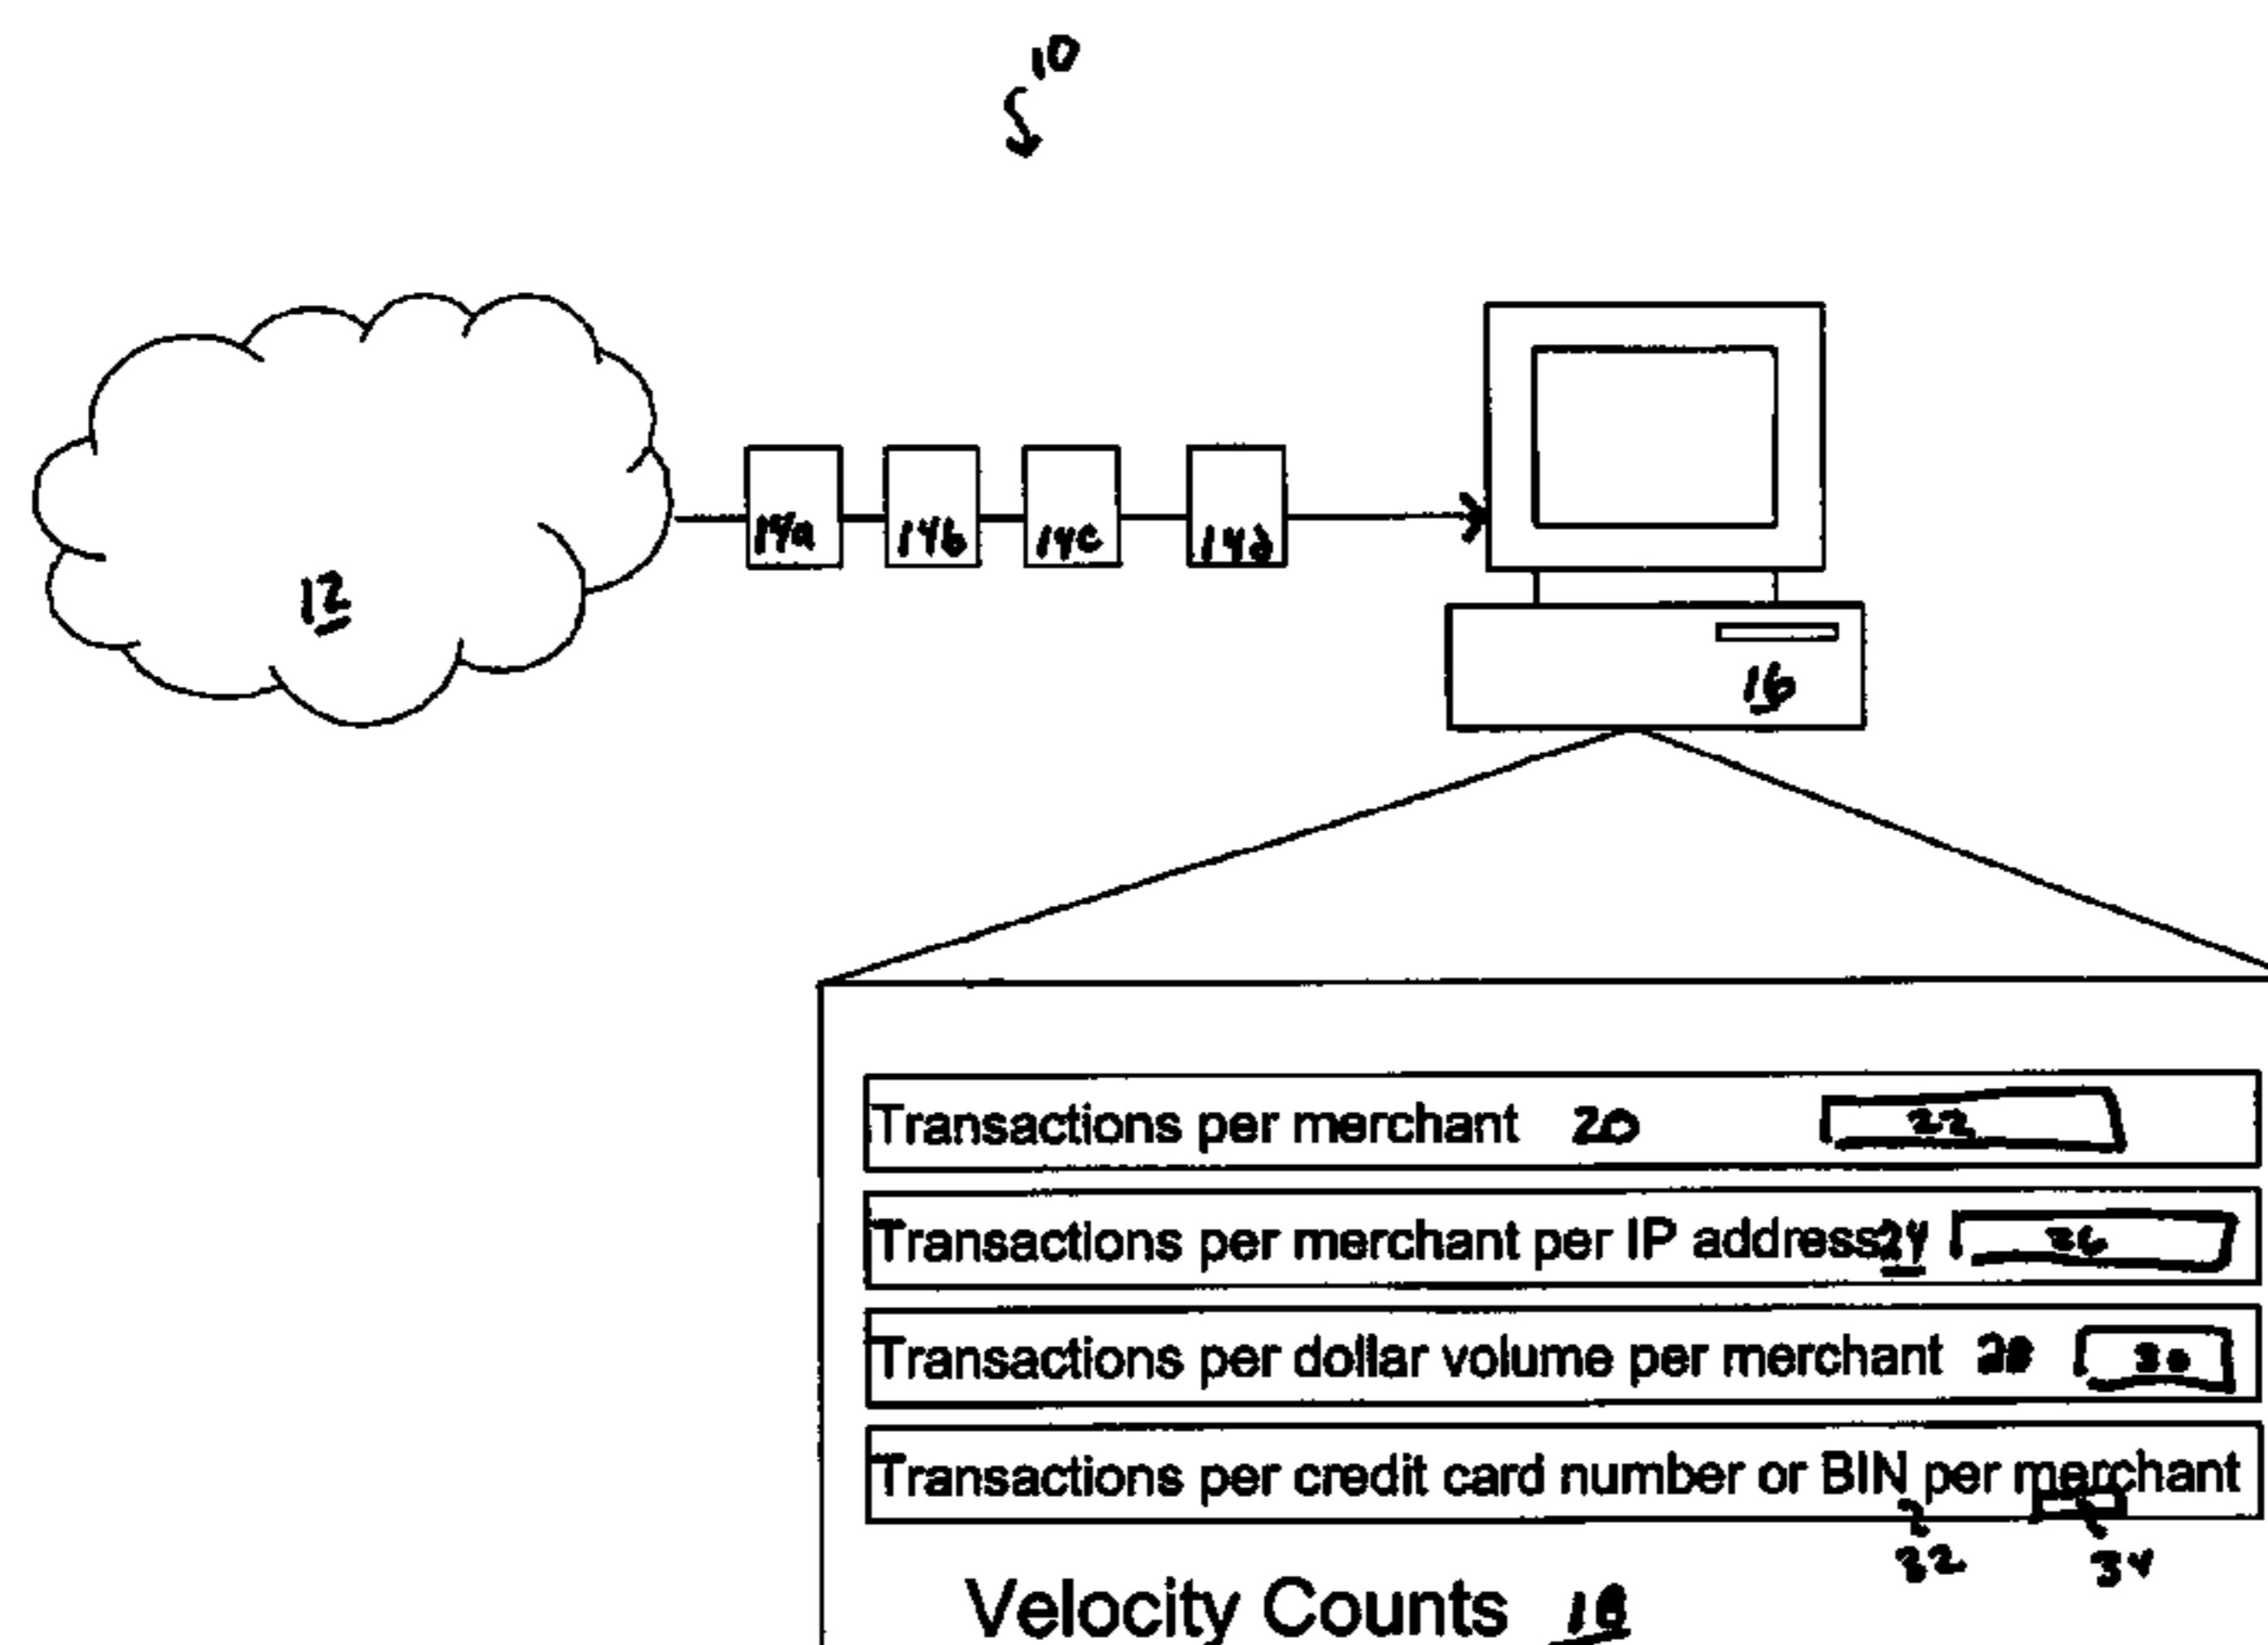 10
14a 14b 14c 14d
12
16
Transactions per merchant 20 22
Transactions per merchant per IP address 24 26
Transactions per dollar volume per merchant 28 30
Transactions per credit card number or BIN per merchant
32 34
Velocity Counts 18